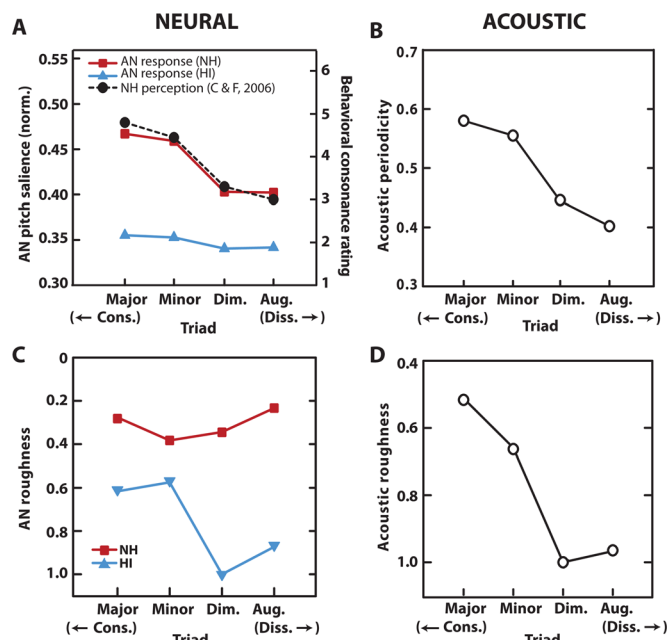 NEURAL
ACOUSTIC
A
AN pitch salience (norm.)
0.55
0.50
0.45
0.40
0.35
0.30
AN response (NH)
AN response (HI)
NH perception (C & F, 2006)
6
5
4
3
2
1
Behavioral consonance rating
Major Minor Dim. Aug.
(← Cons.) (Diss. →)
Triad
B
Acoustic periodicity
0.7
0.6
0.5
0.4
0.3
Major Minor Dim. Aug.
(← Cons.) (Diss. →)
Triad
C
AN roughness
0
0.2
0.4
0.6
0.8
1.0
NH
HI
Major Minor Dim. Aug.
(← Cons.) (Diss. →)
Triad
D
Acoustic roughness
0.4
0.6
0.8
1.0
Major Minor Dim. Aug.
(← Cons.) (Diss. →)
Triad